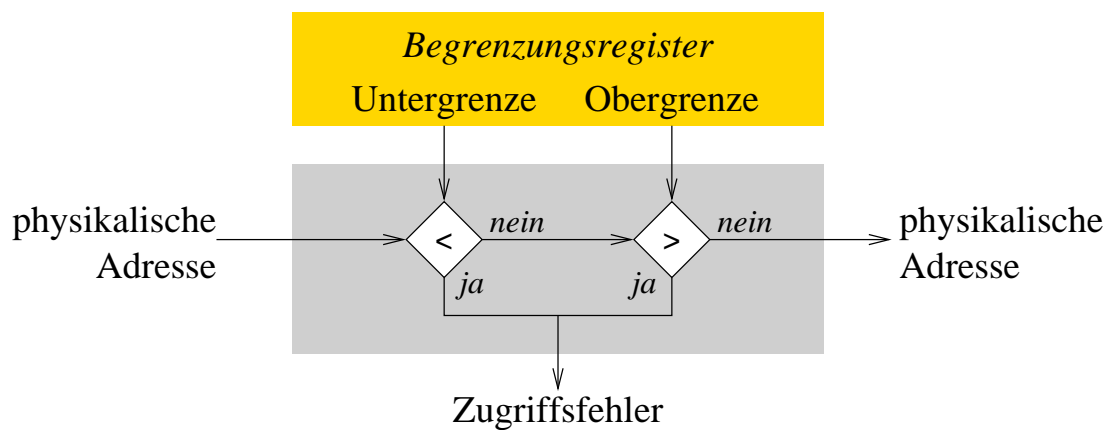 Begrenzungsregister
Untergrenze Obergrenze
physikalische
Adresse
< nein > nein
ja ja
physikalische
Adresse
Zugriffsfehler